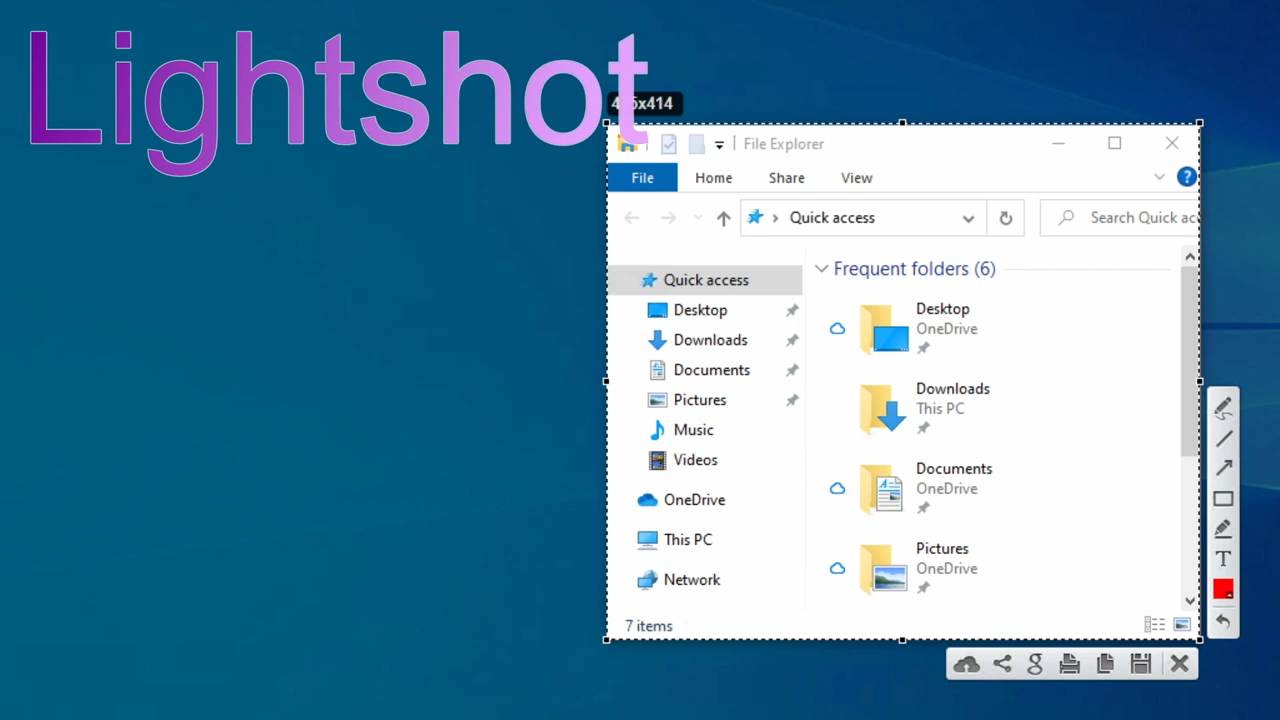 Lightshot
File Explorer
File Home Share View
Quick access
Search Quick ac
Quick access
Desktop
Downloads
Documents
Pictures
Music
Videos
OneDrive
This PC
Network
Frequent folders (6)
Desktop
OneDrive
Downloads
This PC
Documents
OneDrive
Pictures
OneDrive
7 items
T